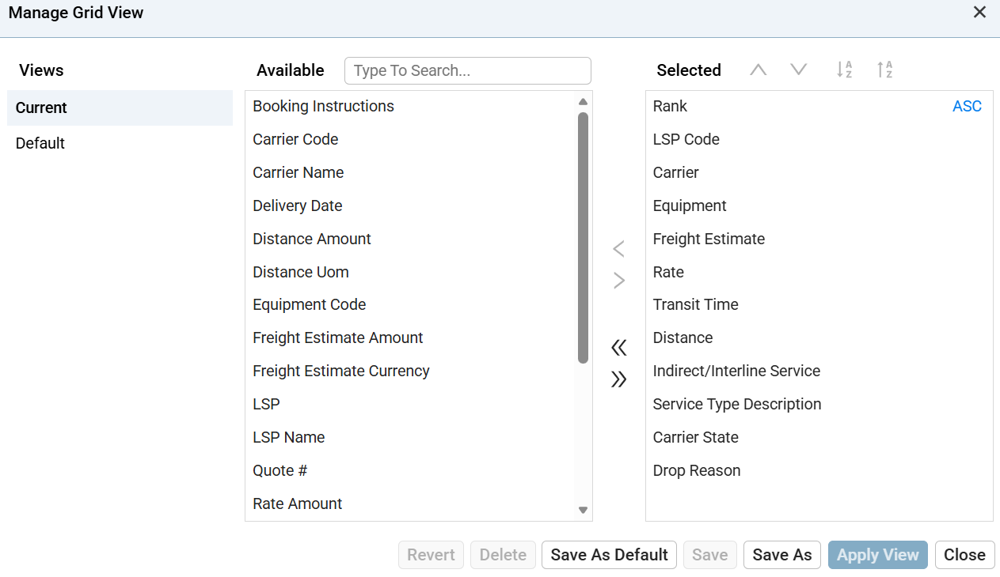 Manage Grid View
Views
Current
Default
Available
Type To Search...
Booking Instructions
Carrier Code
Carrier Name
Delivery Date
Distance Amount
Distance Uom
Equipment Code
Freight Estimate Amount
Freight Estimate Currency
LSP
LSP Name
Quote #
Rate Amount
Selected
Rank ASC
LSP Code
Carrier
Equipment
Freight Estimate
Rate
Transit Time
Distance
Indirect/Interline Service
Service Type Description
Carrier State
Drop Reason
Revert Delete Save As Default Save Save As Apply View Close